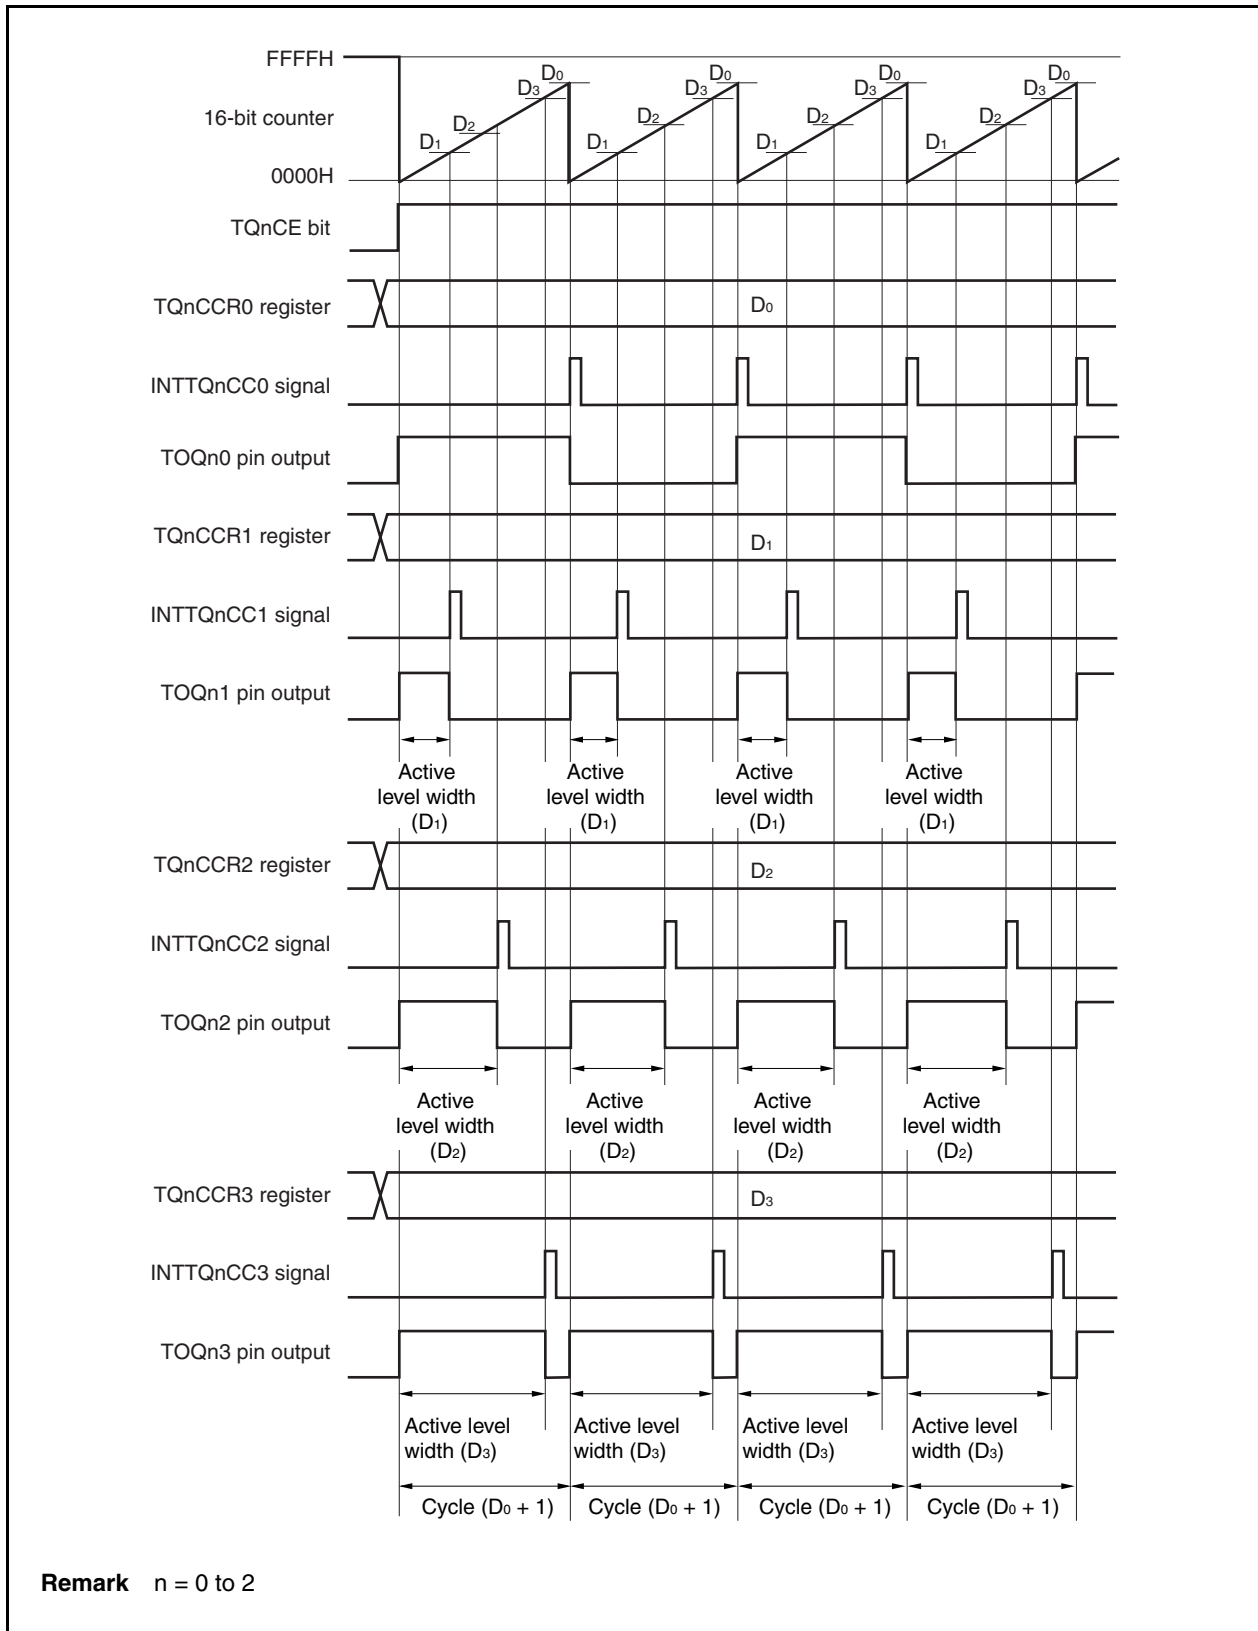 FFFFH
D0 D0 D0 D0
D3 D3 D3 D3
16-bit counter
D2 D2 D2 D2
D1 D1 D1 D1
0000H
TQnCE bit
TQnCCR0 register D0
INTTQnCC0 signal
TOQn0 pin output
TQnCCR1 register D1
INTTQnCC1 signal
TOQn1 pin output
Active Active Active Active
level width level width level width level width
(D1) (D1) (D1) (D1)
TQnCCR2 register D2
INTTQnCC2 signal
TOQn2 pin output
Active Active Active Active
level width level width level width level width
(D2) (D2) (D2) (D2)
TQnCCR3 register D3
INTTQnCC3 signal
TOQn3 pin output
Active level Active level Active level Active level
width (D3) width (D3) width (D3) width (D3)
Cycle (D0 + 1) Cycle (D0 + 1) Cycle (D0 + 1) Cycle (D0 + 1)
Remark n = 0 to 2